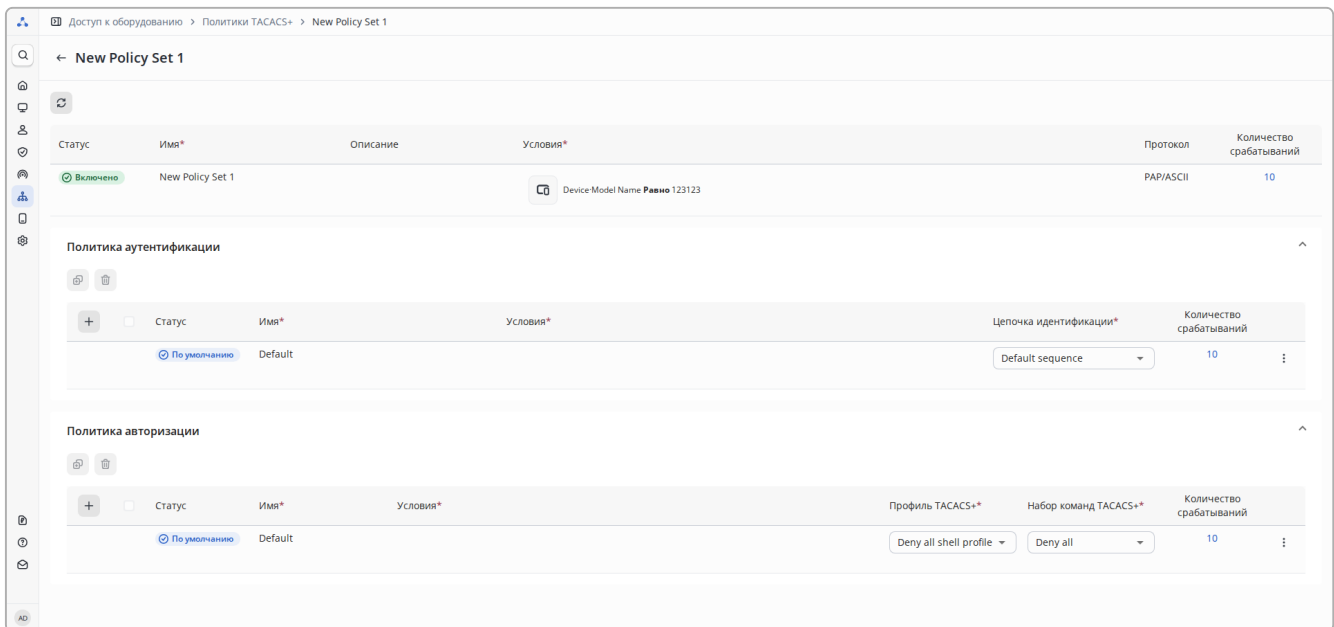 Доступ к оборудованию > Политики TACACS+ > New Policy Set 1
← New Policy Set 1
Статус Имя* Описание Условия* Протокол Количество срабатываний
Включено New Policy Set 1 Device·Model Name Равно 123123 PAP/ASCII 10
Политика аутентификации
Статус Имя* Условия* Цепочка идентификации* Количество срабатываний
По умолчанию Default Default sequence 10
Политика авторизации
Статус Имя* Условия* Профиль TACACS+* Набор команд TACACS+* Количество срабатываний
По умолчанию Default Deny all shell profile Deny all 10
AD